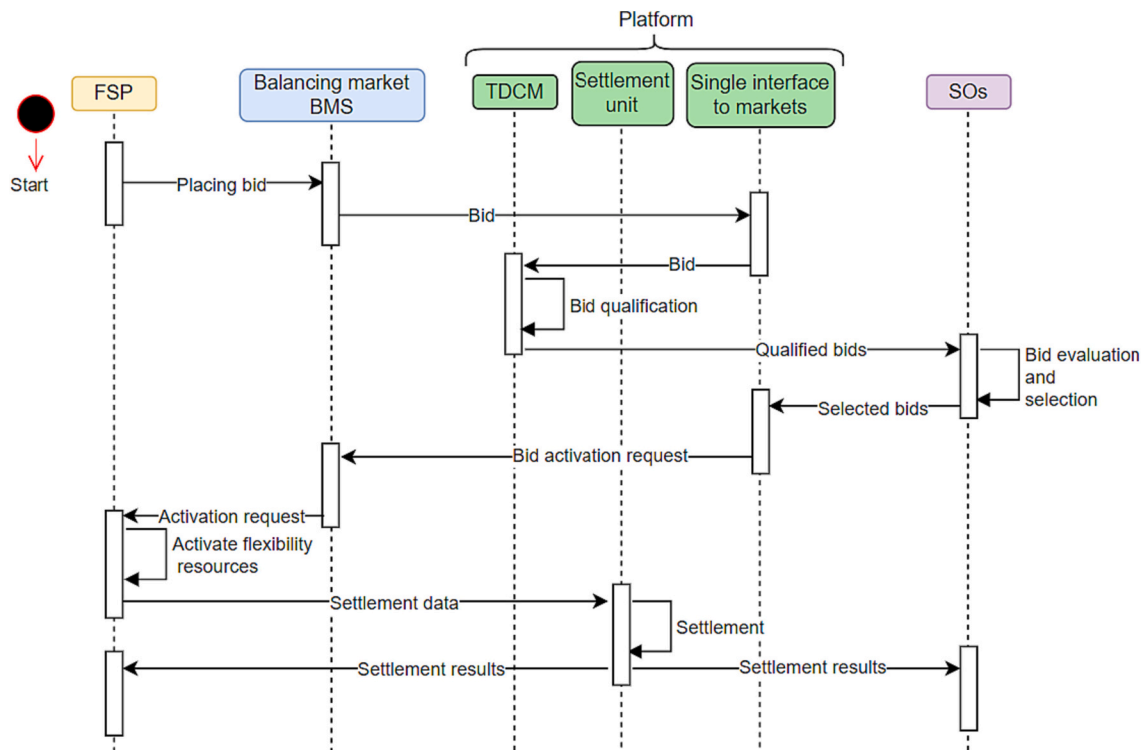 Platform
FSP
Balancing market
BMS
TDCM
Settlement
unit
Single interface
to markets
SOs
Start
Placing bid
Bid
Bid
Bid qualification
Qualified bids
Bid evaluation
and
selection
Selected bids
Bid activation request
Activation request
Activate flexibility
resources
Settlement data
Settlement
Settlement results
Settlement results